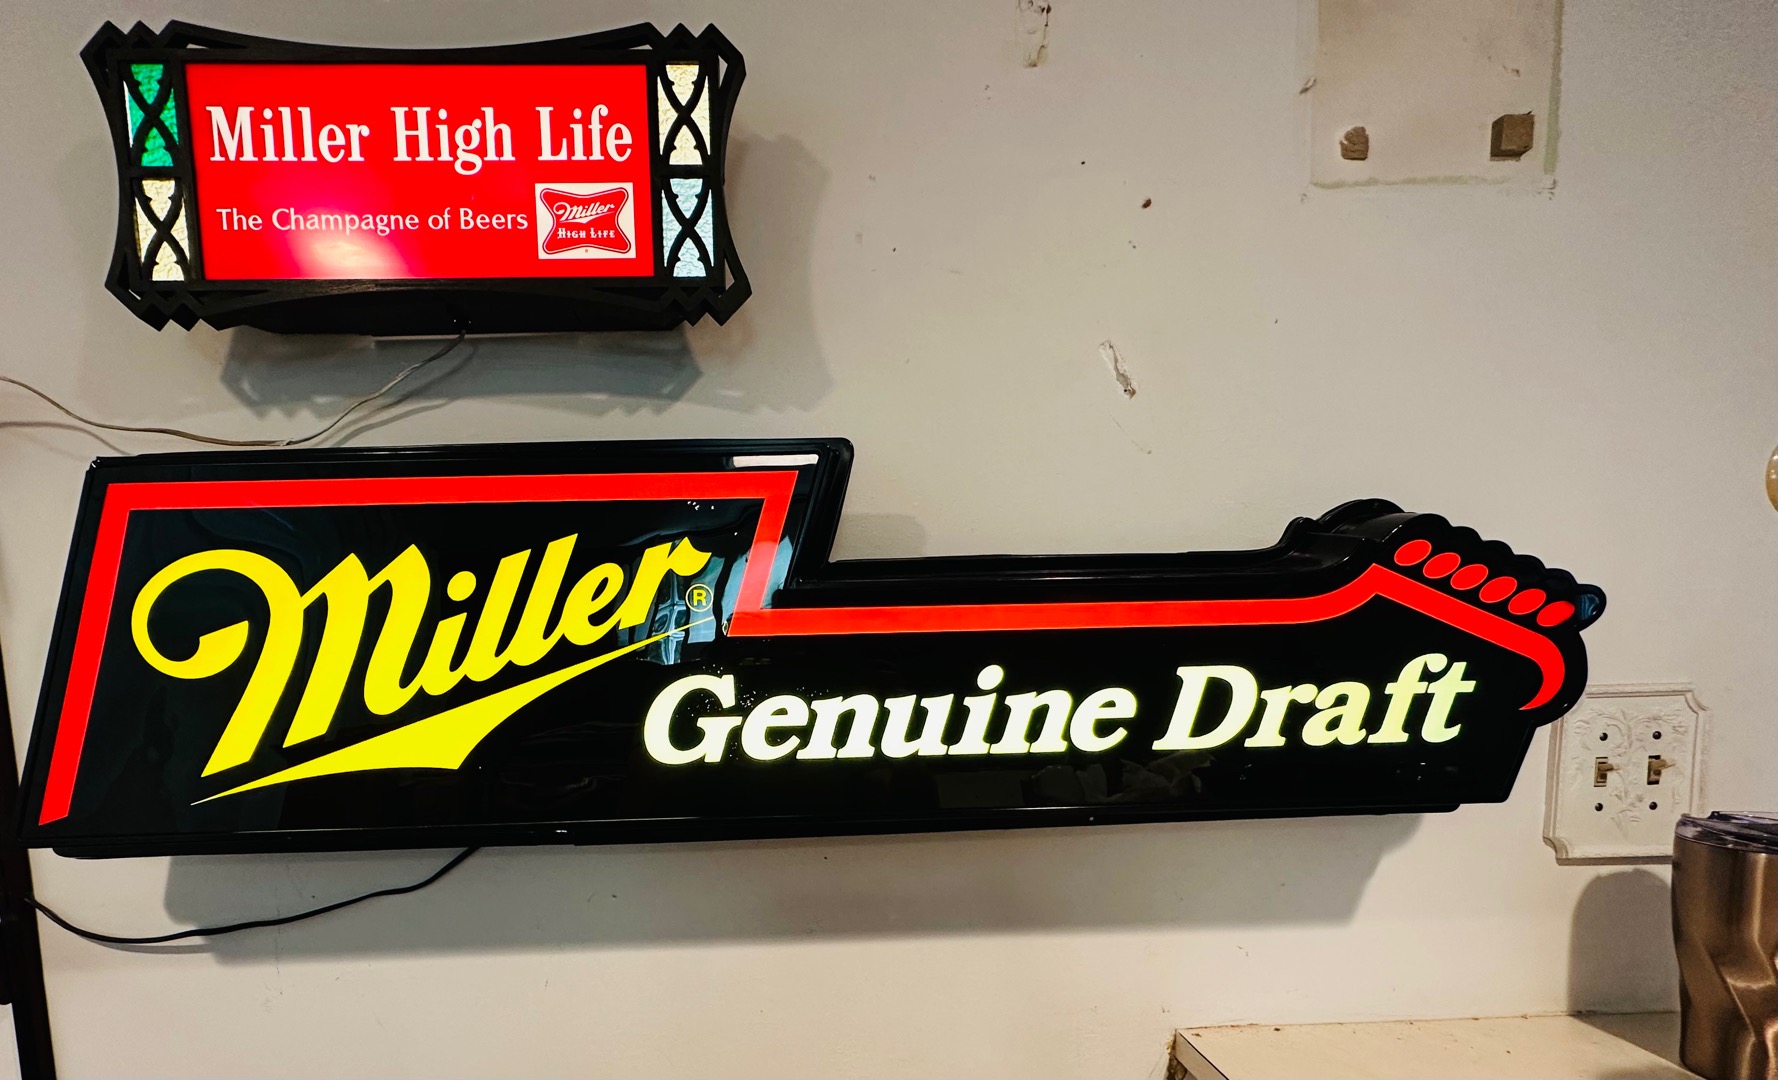 Miller High Life
The Champagne of Beers
Miller
HIGH LIFE
Miller ®
Genuine Draft